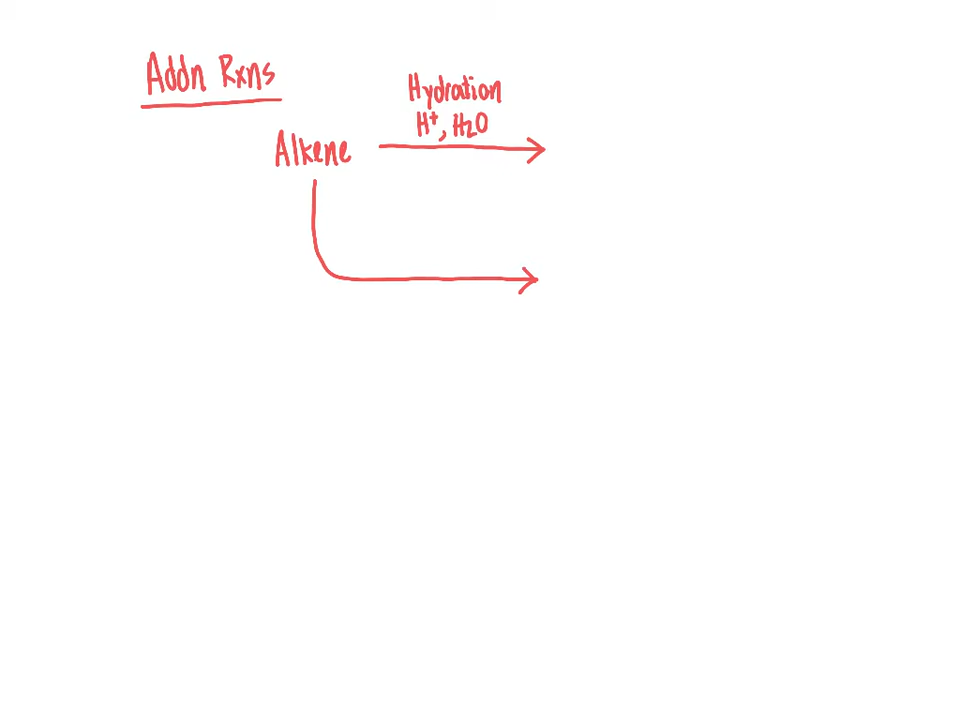 Addn Rxns
Hydration
H⁺, H₂O
Alkene